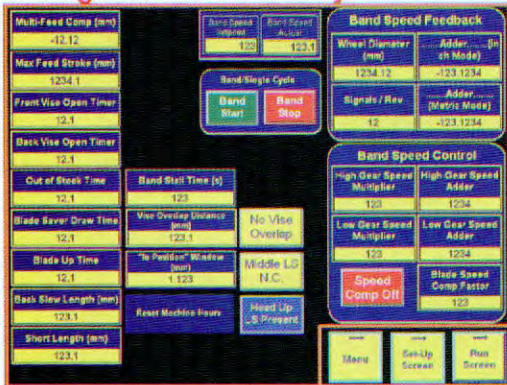 Multi-Feed Comp (mm)
-12.12
Max Feed Stroke (mm)
1234.1
Front Vise Open Timer
12.1
Back Vise Open Timer
12.1
Out of Stock Time
12.1
Blade Saver Draw Time
12.1
Blade Up Time
12.1
Back Slow Length (mm)
123.1
Short Length (mm)
123.1
Band Stall Time (s)
123
Vise Overlap Distance
(mm)
123.1
"In Position" Window
(mm)
1.123
Reset Machine Hours
Band Speed
Setpoint
123
Band Speed
Actual
123.1
Band/Single Cycle
Band
Start
Band
Stop
No Vise
Overlap
Middle LS
N.C.
Head Up
LS Present
Band Speed Feedback
Wheel Diameter
(mm)
1234.12
Adder........(In
ch Mode)
-123.1234
Signals / Rev
12
Adder........
(Metric Mode)
-123.1234
Band Speed Control
High Gear Speed
Multiplier
123
High Gear Speed
Adder
1234
Low Gear Speed
Multiplier
123
Low Gear Speed
Adder
1234
Speed
Comp Off
Blade Speed
Comp Factor
123
Menu
Set-Up
Screen
Run
Screen